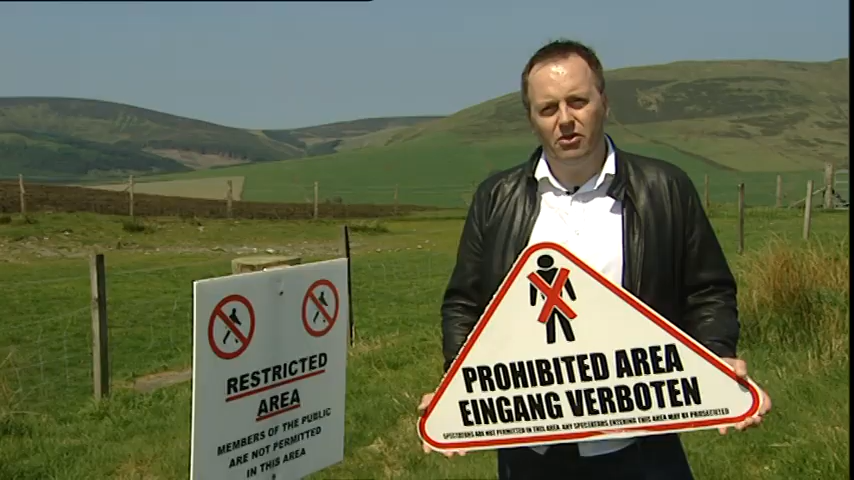 RESTRICTED
AREA
MEMBERS OF THE PUBLIC
ARE NOT PERMITTED
IN THIS AREA
PROHIBITED AREA
EINGANG VERBOTEN
SPECTATORS ARE NOT PERMITTED IN THIS AREA ANY SPECTATORS ENTERING THIS AREA MAY BE PROSECUTED